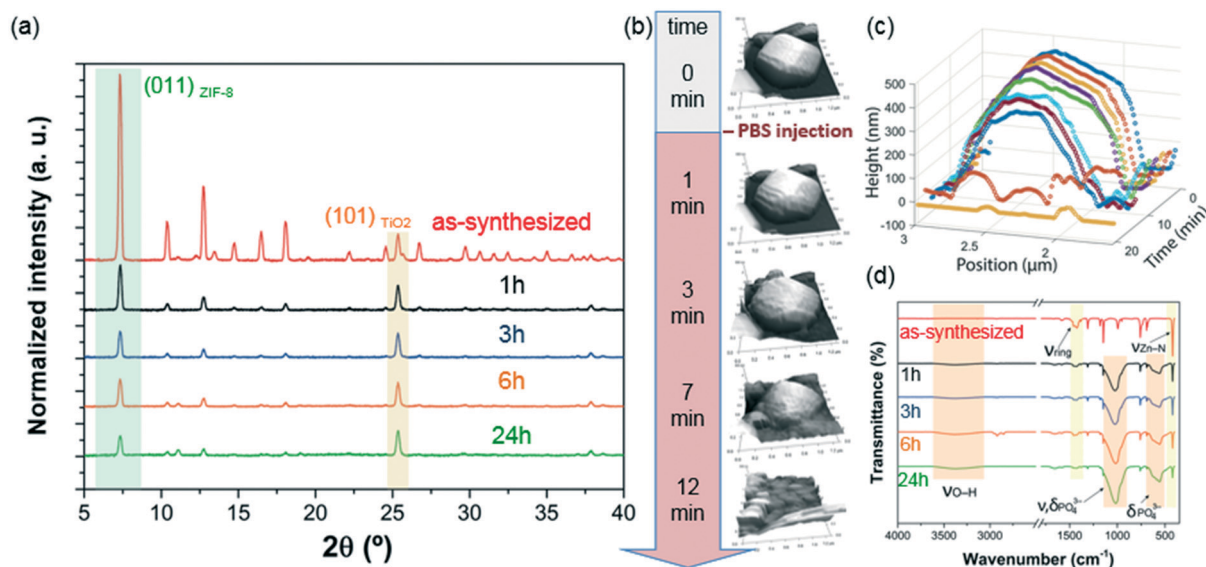 (a)
Normalized intensity (a. u.)
(011) ZIF-8
(101) TiO2
as-synthesized
1h
3h
6h
24h
5 10 15 20 25 30 35 40
2θ (º)
(b)
time
0
min
PBS injection
1
min
3
min
7
min
12
min
(c)
Height (nm)
500
400
300
200
100
0
-100
3 2.5 2
Position (μm)
20 10 0
Time (min)
(d)
Transmittance (%)
as-synthesized
νring
νZn–N
1h
3h
6h
24h
νO–H
ν,δPO₄³⁻
δPO₄³⁻
4000 3000 1500 1000 500
Wavenumber (cm⁻¹)